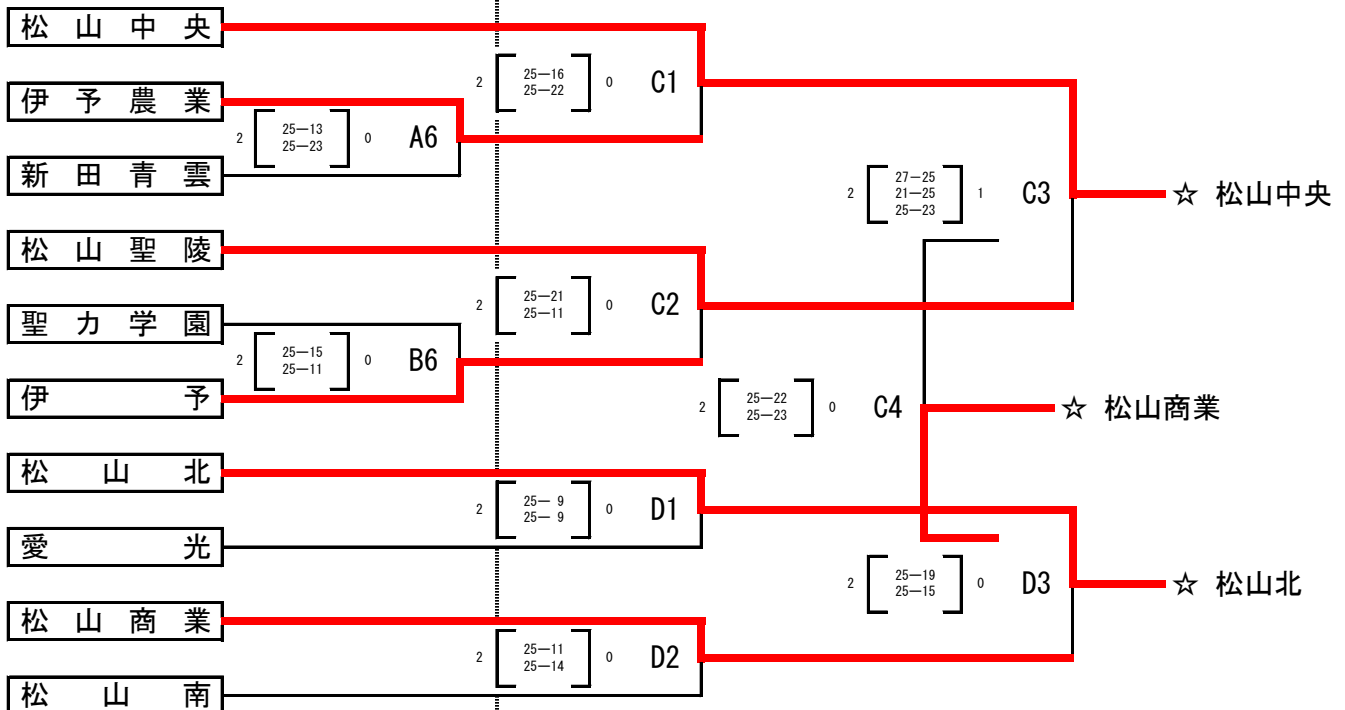 松山中央
2 25―16 0 C1
25―22
伊予農業
2 25―13 0 A6
25―23
新田青雲
2 27―25 1 C3 ☆ 松山中央
21―25
25―23
松山聖陵
2 25―21 0 C2
25―11
聖カ学園
2 25―15 0 B6
25―11
伊予
2 25―22 0 C4 ☆ 松山商業
25―23
松山北
2 25― 9 0 D1
25― 9
愛光
2 25―19 0 D3 ☆ 松山北
25―15
松山商業
2 25―11 0 D2
25―14
松山南